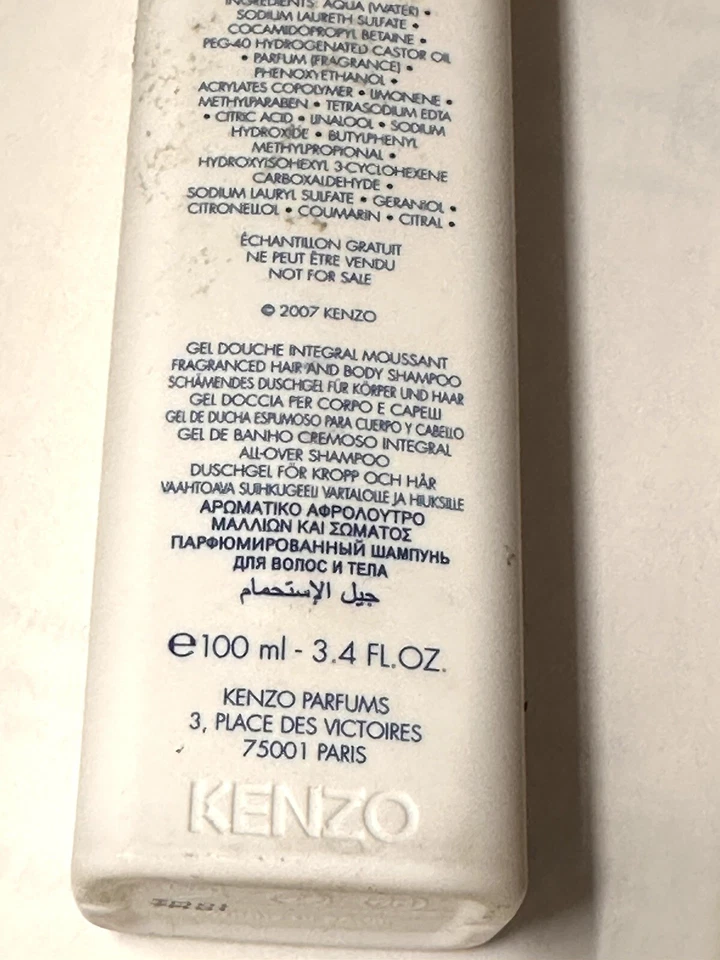 INGREDIENTS: AQUA (WATER) •
SODIUM LAURETH SULFATE •
COCAMIDOPROPYL BETAINE •
PEG-40 HYDROGENATED CASTOR OIL
• PARFUM (FRAGRANCE) •
PHENOXYETHANOL •
ACRYLATES COPOLYMER • LIMONENE •
METHYLPARABEN • TETRASODIUM EDTA
• CITRIC ACID • LINALOOL • SODIUM
HYDROXIDE • BUTYLPHENYL
METHYLPROPIONAL •
HYDROXYISOHEXYL 3-CYCLOHEXENE
CARBOXALDEHYDE •
SODIUM LAURYL SULFATE • GERANIOL •
CITRONELLOL • COUMARIN • CITRAL •
ÉCHANTILLON GRATUIT
NE PEUT ÊTRE VENDU
NOT FOR SALE
© 2007 KENZO
GEL DOUCHE INTEGRAL MOUSSANT
FRAGRANCED HAIR AND BODY SHAMPOO
SCHÄMENDES DUSCHGEL FÜR KÖRPER UND HAAR
GEL DOCCIA PER CORPO E CAPELLI
GEL DE DUCHA ESPUMOSO PARA CUERPO Y CABELLO
GEL DE BANHO CREMOSO INTEGRAL
ALL-OVER SHAMPOO
DUSCHGEL FÖR KROPP OCH HÅR
VAAHTOAVA SUIHKUGEELI VARTALOLLE JA HIUKSILLE
ΑΡΩΜΑΤΙΚΟ ΑΦΡΟΛΟΥΤΡΟ
ΜΑΛΛΙΩΝ ΚΑΙ ΣΩΜΑΤΟΣ
ПАРФЮМИРОВАННЫЙ ШАМПУНЬ
ДЛЯ ВОЛОС И ТЕЛА
جيل الإستحمام
℮100 ml - 3.4 FL.OZ.
KENZO PARFUMS
3, PLACE DES VICTOIRES
75001 PARIS
KENZO